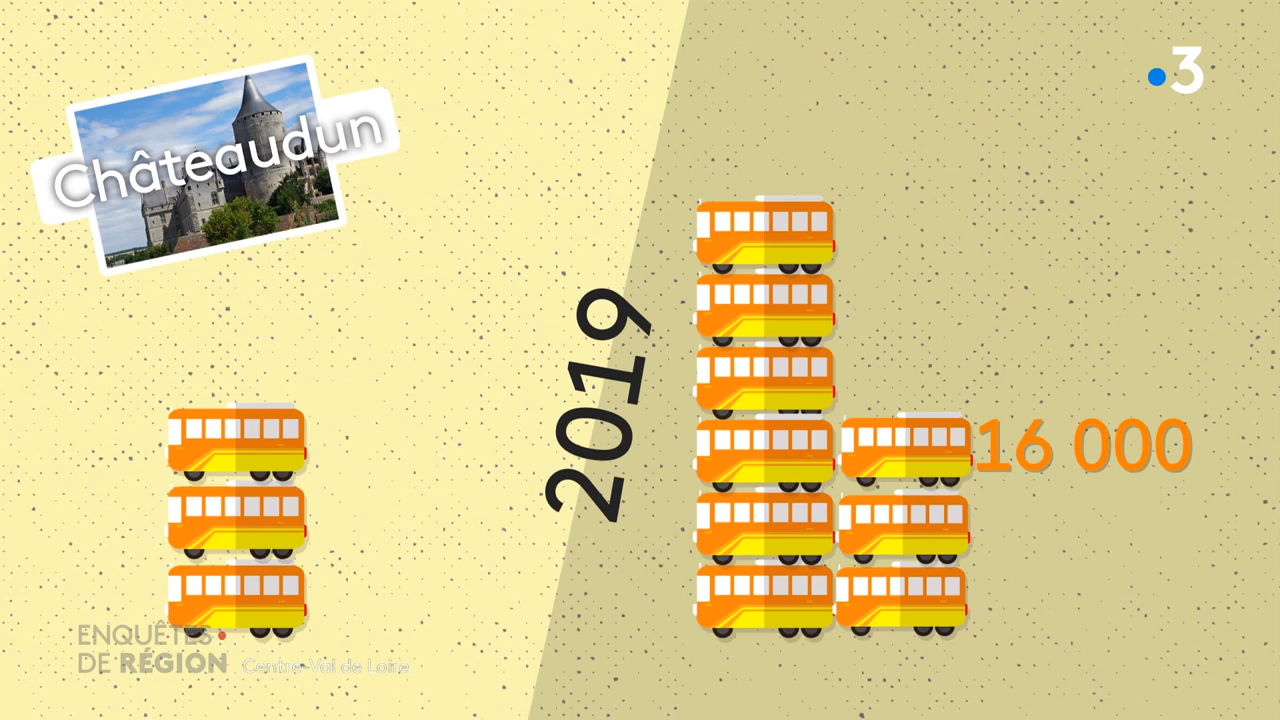 Châteaudun
3
2019
16 000
ENQUÊTES
DE RÉGION Centre-Val de Loire